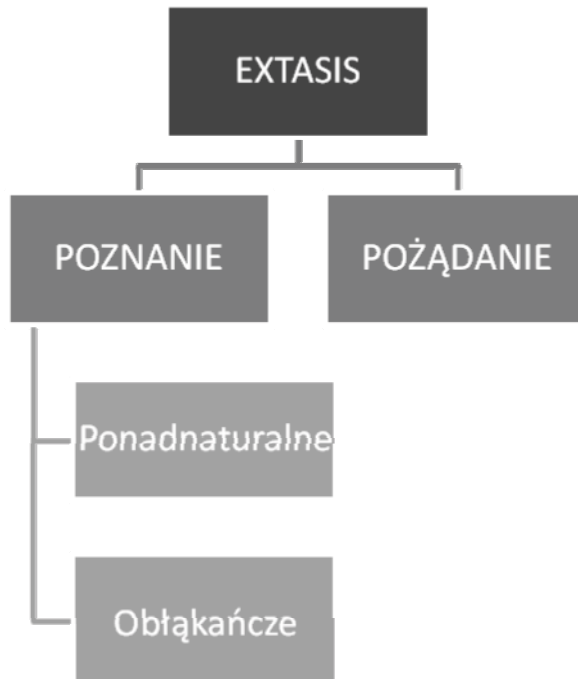 EXTASIS
POZNANIE
POŻĄDANIE
Ponadnaturalne
Obłąkańcze